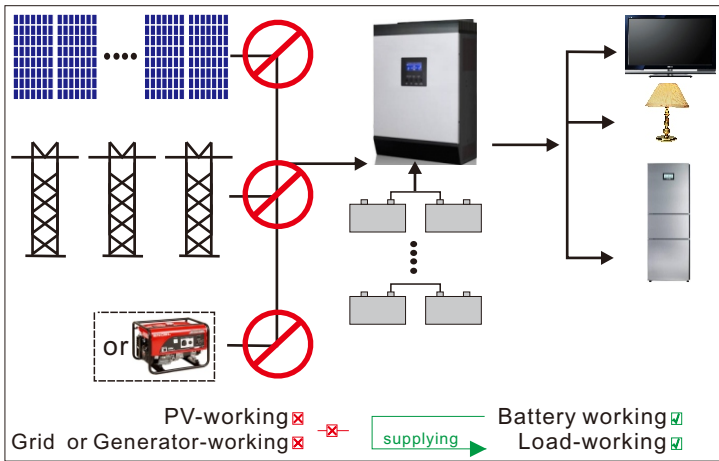 or
PV-working
Battery working
Grid or Generator-working
supplying
Load-working